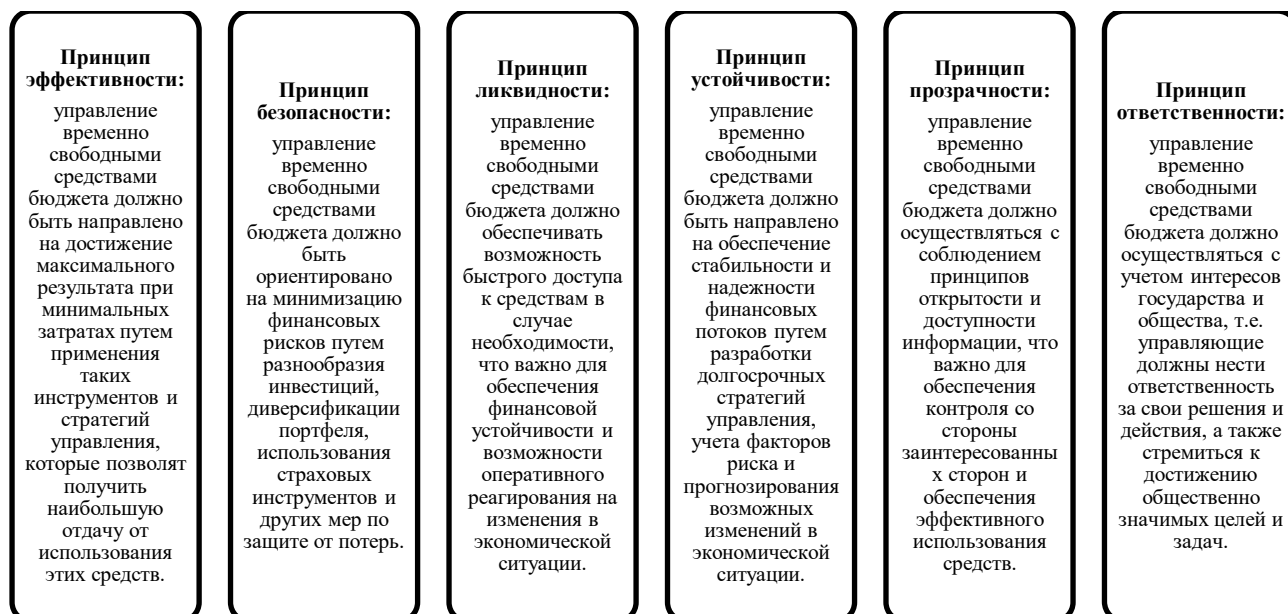 Принцип
эффективности:
управление
временно
свободными
средствами
бюджета должно
быть направлено
на достижение
максимального
результата при
минимальных
затратах путем
применения
таких
инструментов и
стратегий
управления,
которые позволят
получить
наибольшую
отдачу от
использования
этих средств.
Принцип
безопасности:
управление
временно
свободными
средствами
бюджета должно
быть
ориентировано
на минимизацию
финансовых
рисков путем
разнообразия
инвестиций,
диверсификации
портфеля,
использования
страховых
инструментов и
других мер по
защите от потерь.
Принцип
ликвидности:
управление
временно
свободными
средствами
бюджета должно
обеспечивать
возможность
быстрого доступа
к средствам в
случае
необходимости,
что важно для
обеспечения
финансовой
устойчивости и
возможности
оперативного
реагирования на
изменения в
экономической
ситуации.
Принцип
устойчивости:
управление
временно
свободными
средствами
бюджета должно
быть направлено
на обеспечение
стабильности и
надежности
финансовых
потоков путем
разработки
долгосрочных
стратегий
управления,
учета факторов
риска и
прогнозирования
возможных
изменений в
экономической
ситуации.
Принцип
прозрачности:
управление
временно
свободными
средствами
бюджета должно
осуществляться с
соблюдением
принципов
открытости и
доступности
информации, что
важно для
обеспечения
контроля со
стороны
заинтересованны
х сторон и
обеспечения
эффективного
использования
средств.
Принцип
ответственности:
управление
временно
свободными
средствами
бюджета должно
осуществляться с
учетом интересов
государства и
общества, т.е.
управляющие
должны нести
ответственность
за свои решения и
действия, а также
стремиться к
достижению
общественно
значимых целей и
задач.